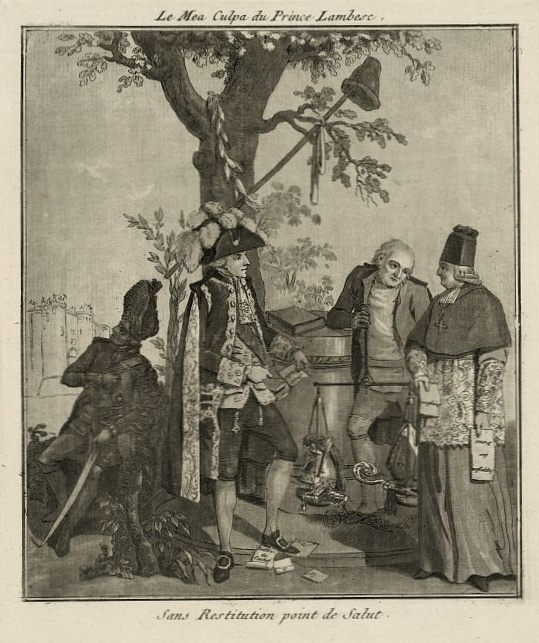 Le Mea Culpa du Prince Lambesc.
Sans Restitution point de Salut.